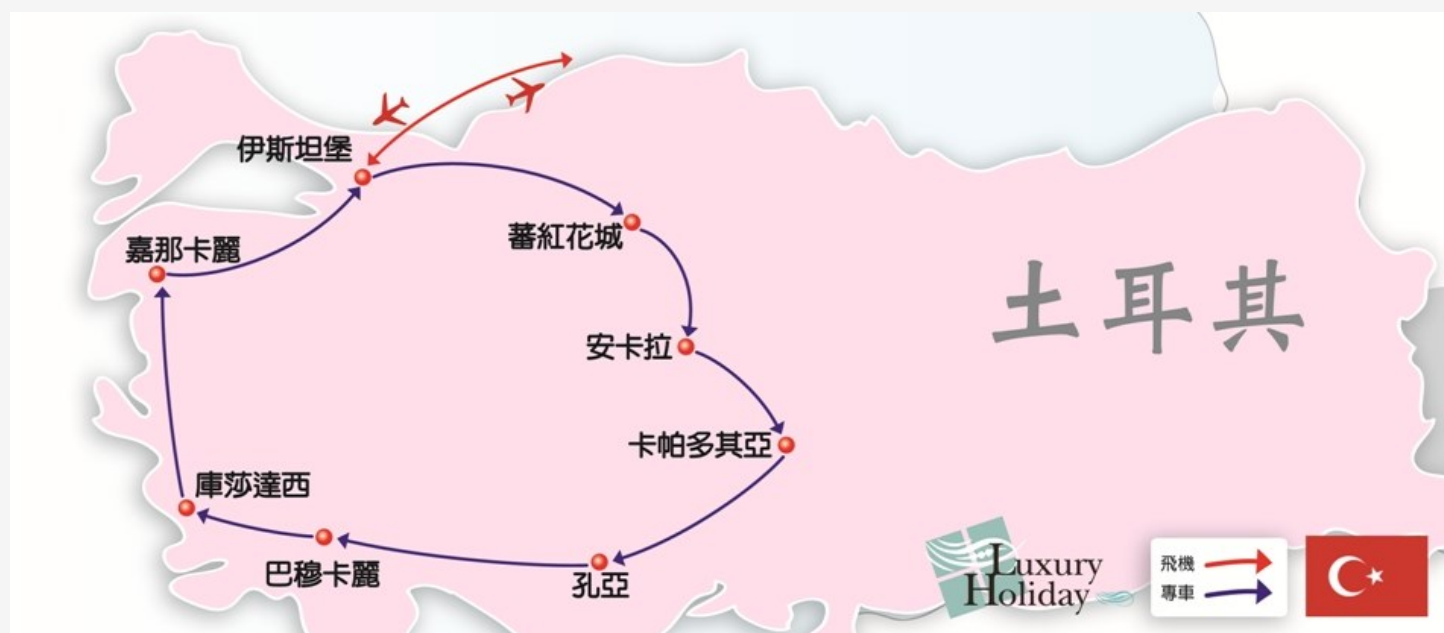 伊斯坦堡
蕃紅花城
嘉那卡麗
土耳其
安卡拉
卡帕多其亞
庫莎達西
巴穆卡麗
孔亞
Luxury
Holiday
飛機
專車